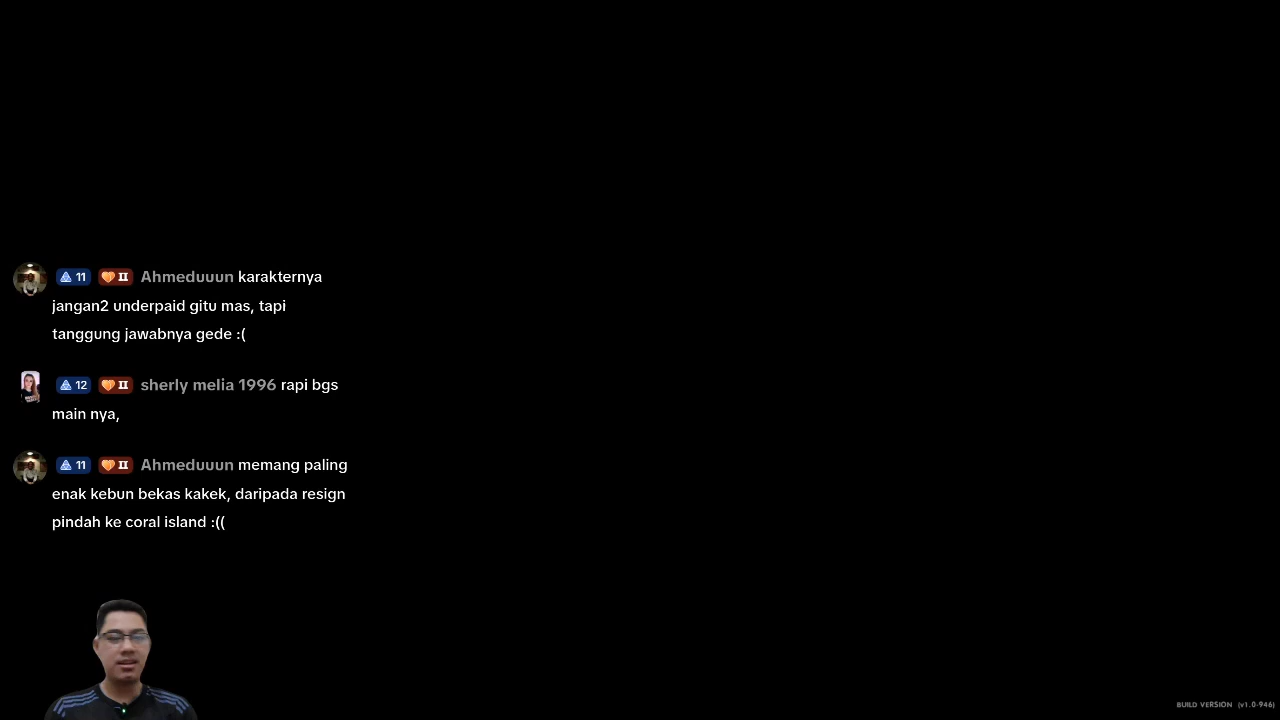 11 II Ahmeduuun karakternya
jangan2 underpaid gitu mas, tapi
tanggung jawabnya gede :(
12 II sherly melia 1996 rapi bgs
main nya,
11 II Ahmeduuun memang paling
enak kebun bekas kakek, daripada resign
pindah ke coral island :((
BUILD VERSION (v1.0-946)